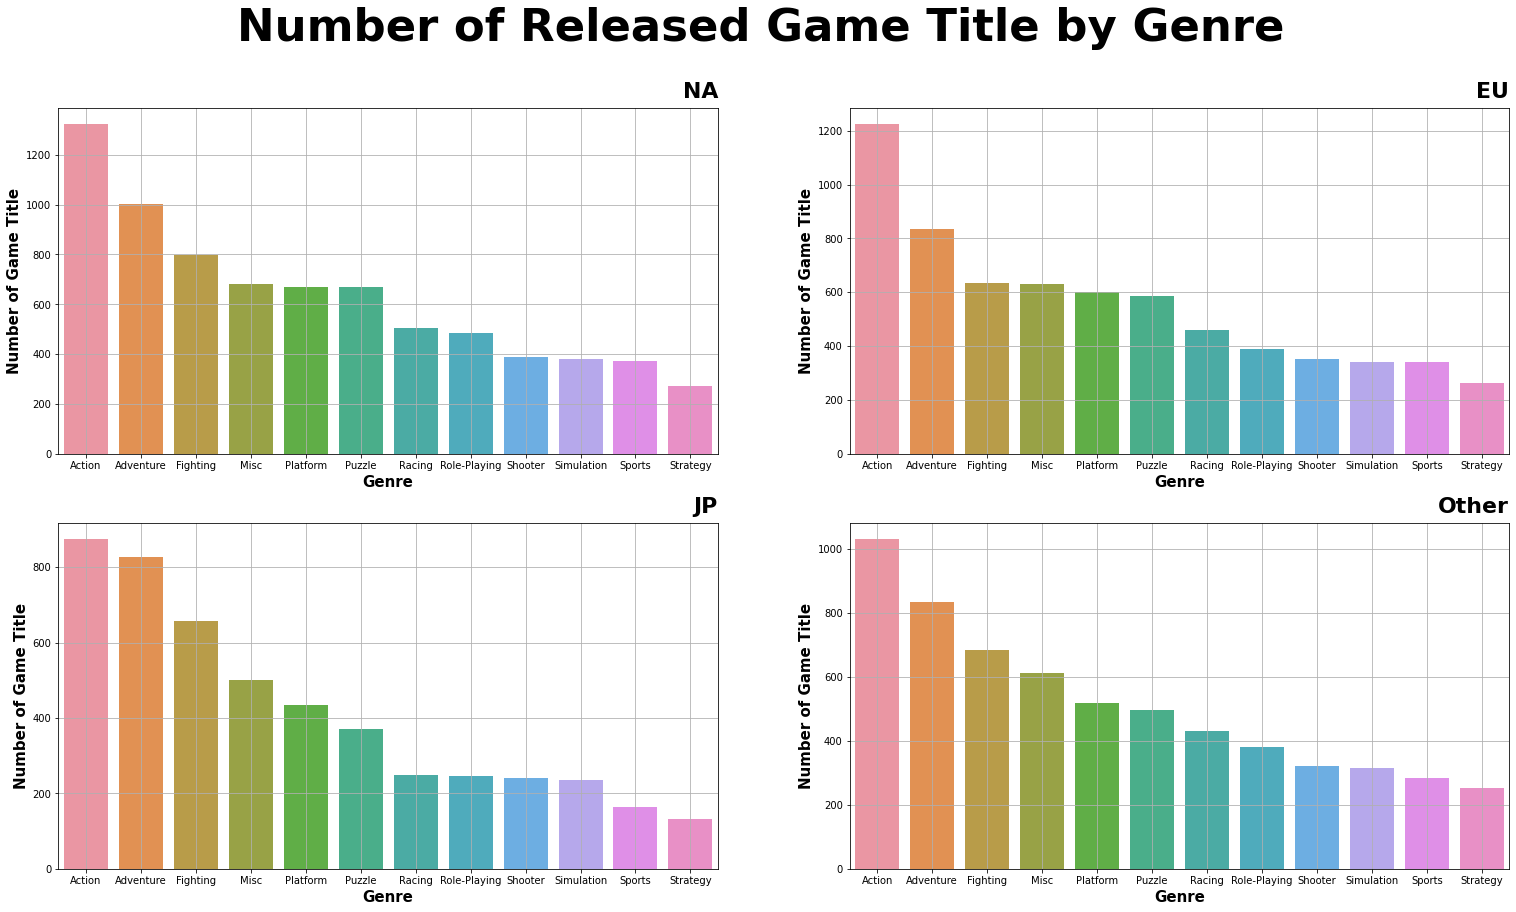 Number of Released Game Title by Genre
NA
Number of Game Title
1200
1000
800
600
400
200
0
Action Adventure Fighting Misc Platform Puzzle Racing Role-Playing Shooter Simulation Sports Strategy
Genre
EU
Number of Game Title
1200
1000
800
600
400
200
0
Action Adventure Fighting Misc Platform Puzzle Racing Role-Playing Shooter Simulation Sports Strategy
Genre
JP
Number of Game Title
800
600
400
200
0
Action Adventure Fighting Misc Platform Puzzle Racing Role-Playing Shooter Simulation Sports Strategy
Genre
Other
Number of Game Title
1000
800
600
400
200
0
Action Adventure Fighting Misc Platform Puzzle Racing Role-Playing Shooter Simulation Sports Strategy
Genre